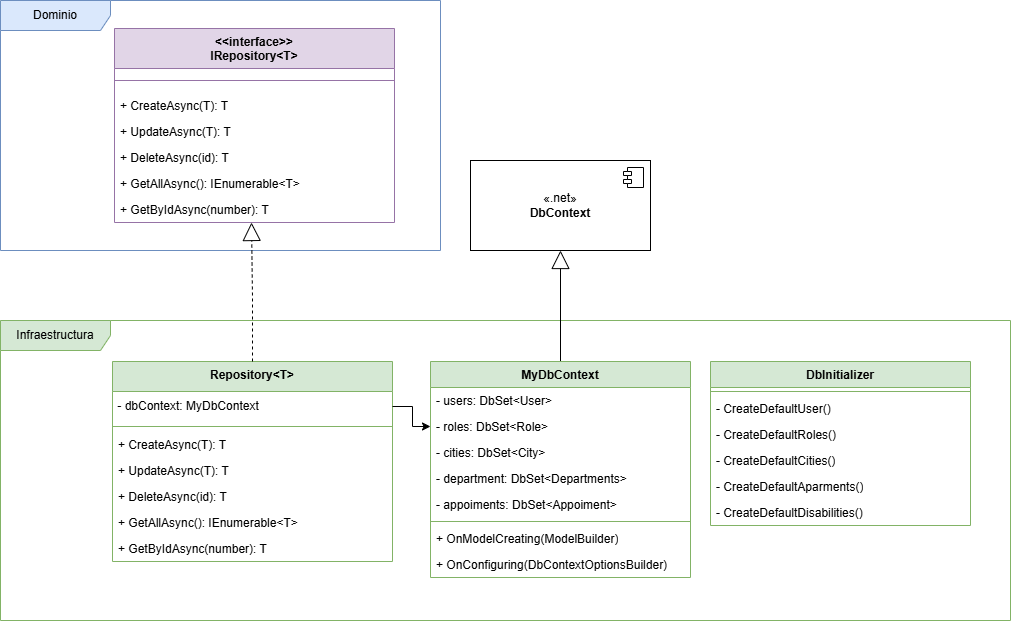 Dominio
<<interface>>
IRepository<T>
+ CreateAsync(T): T
+ UpdateAsync(T): T
+ DeleteAsync(id): T
+ GetAllAsync(): IEnumerable<T>
+ GetByIdAsync(number): T
«.net»
DbContext
Infraestructura
Repository<T>
- dbContext: MyDbContext
+ CreateAsync(T): T
+ UpdateAsync(T): T
+ DeleteAsync(id): T
+ GetAllAsync(): IEnumerable<T>
+ GetByIdAsync(number): T
MyDbContext
- users: DbSet<User>
- roles: DbSet<Role>
- cities: DbSet<City>
- department: DbSet<Departments>
- appoiments: DbSet<Appoiment>
+ OnModelCreating(ModelBuilder)
+ OnConfiguring(DbContextOptionsBuilder)
DbInitializer
- CreateDefaultUser()
- CreateDefaultRoles()
- CreateDefaultCities()
- CreateDefaultAparments()
- CreateDefaultDisabilities()